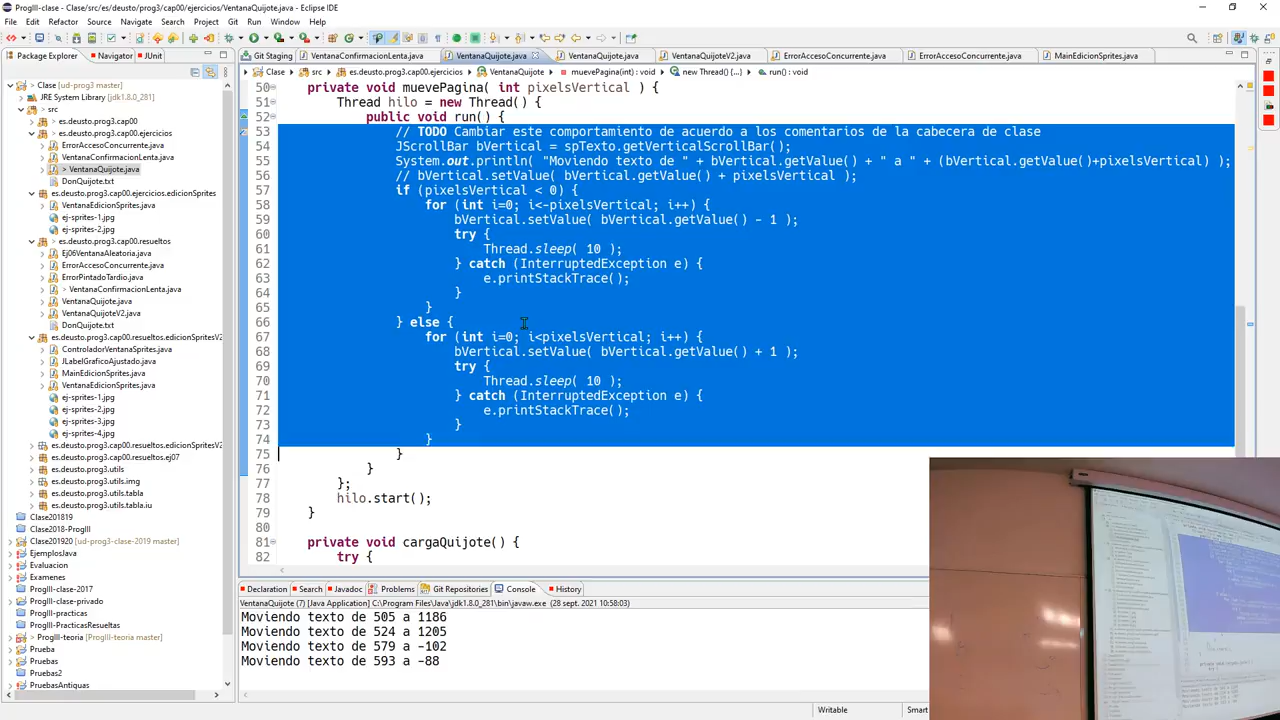 ProgIII-clase - Clase/src/es/deusto/prog3/cap00/ejercicios/VentanaQuijote.java - Eclipse IDE
File Edit Refactor Source Navigate Search Project Git Run Window Help
Package Explorer
Navigator
JUnit
Clase [ud-prog3 master]
JRE System Library [jdk1.8.0_281]
src
es.deusto.prog3.cap00
es.deusto.prog3.cap00.ejercicios
ErrorAccesoConcurrente.java
VentanaConfirmacionLenta.java
> VentanaQuijote.java
DonQuijote.txt
es.deusto.prog3.cap00.ejercicios.edicionSprites
VentanaEdicionSprites.java
ej-sprites-1.jpg
ej-sprites-2.jpg
es.deusto.prog3.cap00.resueltos
Ej06VentanaAleatoria.java
ErrorAccesoConcurrente.java
ErrorPintadoTardio.java
> VentanaConfirmacionLenta.java
VentanaQuijote.java
VentanaQuijoteV2.java
DonQuijote.txt
es.deusto.prog3.cap00.resueltos.edicionSpritesV2
ControladorVentanaSprites.java
JLabelGraficoAjustado.java
MainEdicionSprites.java
VentanaEdicionSprites.java
ej-sprites-1.jpg
ej-sprites-2.jpg
ej-sprites-3.jpg
ej-sprites-4.jpg
es.deusto.prog3.cap00.resueltos.edicionSpritesV2
es.deusto.prog3.cap00.resueltos.ej07
es.deusto.prog3.utils
es.deusto.prog3.utils.img
es.deusto.prog3.utils.tabla
es.deusto.prog3.utils.tabla.iu
Clase201819
Clase2018-ProgIII
Clase201920 [ud-prog3-clase-2019 master]
EjemplosJava
Evaluacion
Examenes
ProgIII-clase-2017
ProgIII-clase-privado
ProgIII-practicas
ProgIII-PracticasResueltas
ProgIII-teoria [ProgIII-teoria master]
Prueba
Pruebas
Pruebas2
PruebasAntiguas
Git Staging
VentanaConfirmacionLenta.java
VentanaQuijote.java
VentanaQuijote.java
VentanaQuijoteV2.java
ErrorAccesoConcurrente.java
ErrorAccesoConcurrente.java
MainEdicionSprites.java
Clase src es.deusto.prog3.cap00.ejercicios VentanaQuijote muevePagina(int) : void new Thread() {...} run() : void
50 private void muevePagina( int pixelsVertical ) {
51 Thread hilo = new Thread() {
52 public void run() {
53 // TODO Cambiar este comportamiento de acuerdo a los comentarios de la cabecera de clase
54 JScrollBar bVertical = spTexto.getVerticalScrollBar();
55 System.out.println( "Moviendo texto de " + bVertical.getValue() + " a " + (bVertical.getValue()+pixelsVertical) );
56 // bVertical.setValue( bVertical.getValue() + pixelsVertical );
57 if (pixelsVertical < 0) {
58 for (int i=0; i<-pixelsVertical; i++) {
59 bVertical.setValue( bVertical.getValue() - 1 );
60 try {
61 Thread.sleep( 10 );
62 } catch (InterruptedException e) {
63 e.printStackTrace();
64 }
65 }
66 } else {
67 for (int i=0; i<pixelsVertical; i++) {
68 bVertical.setValue( bVertical.getValue() + 1 );
69 try {
70 Thread.sleep( 10 );
71 } catch (InterruptedException e) {
72 e.printStackTrace();
73 }
74 }
75 }
76 }
77 };
78 hilo.start();
79 }
80
81 private void cargaQuijote() {
82 try {
Declaration
Search
Javadoc
Problems
Git Repositories
Console
History
VentanaQuijote (7) [Java Application] C:\Program Files\Java\jdk1.8.0_281\bin\javaw.exe (28 sept. 2021 10:58:03)
Moviendo texto de 505 a 1186
Moviendo texto de 524 a 1205
Moviendo texto de 579 a -102
Moviendo texto de 593 a -88
Writable
Smart